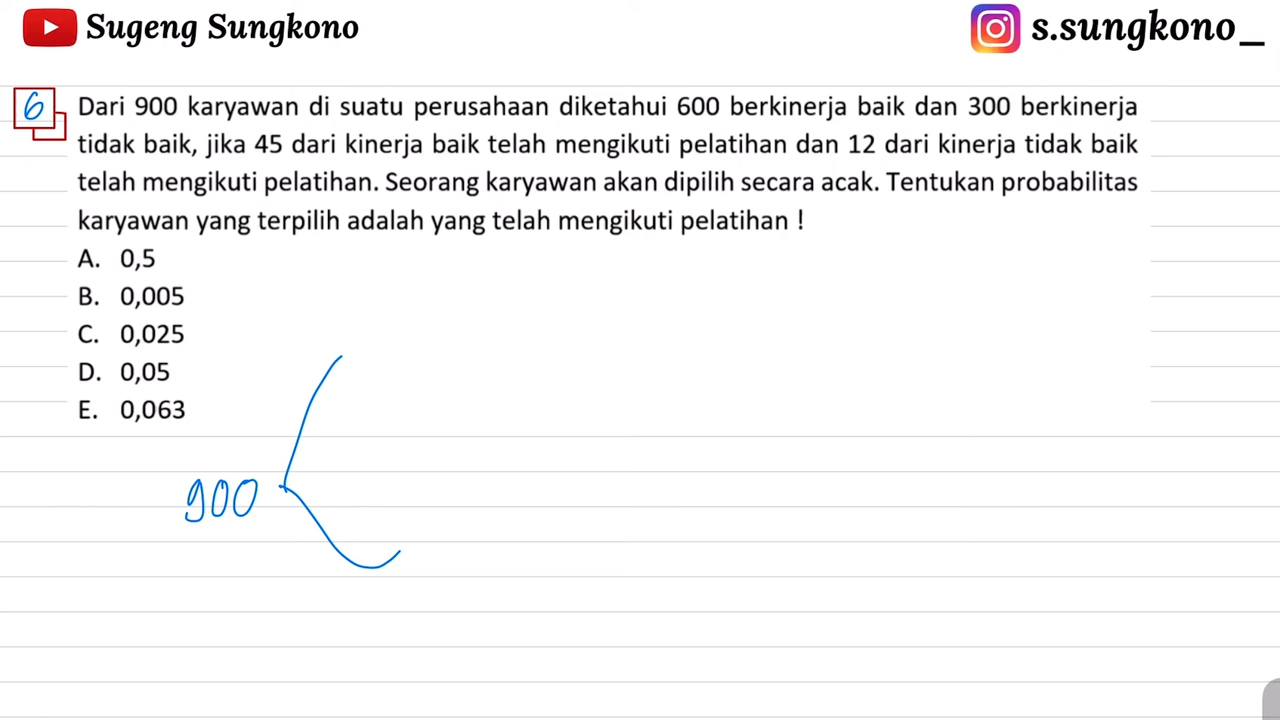 Sugeng Sungkono
s.sungkono_
6
Dari 900 karyawan di suatu perusahaan diketahui 600 berkinerja baik dan 300 berkinerja
tidak baik, jika 45 dari kinerja baik telah mengikuti pelatihan dan 12 dari kinerja tidak baik
telah mengikuti pelatihan. Seorang karyawan akan dipilih secara acak. Tentukan probabilitas
karyawan yang terpilih adalah yang telah mengikuti pelatihan !
A. 0,5
B. 0,005
C. 0,025
D. 0,05
E. 0,063
900